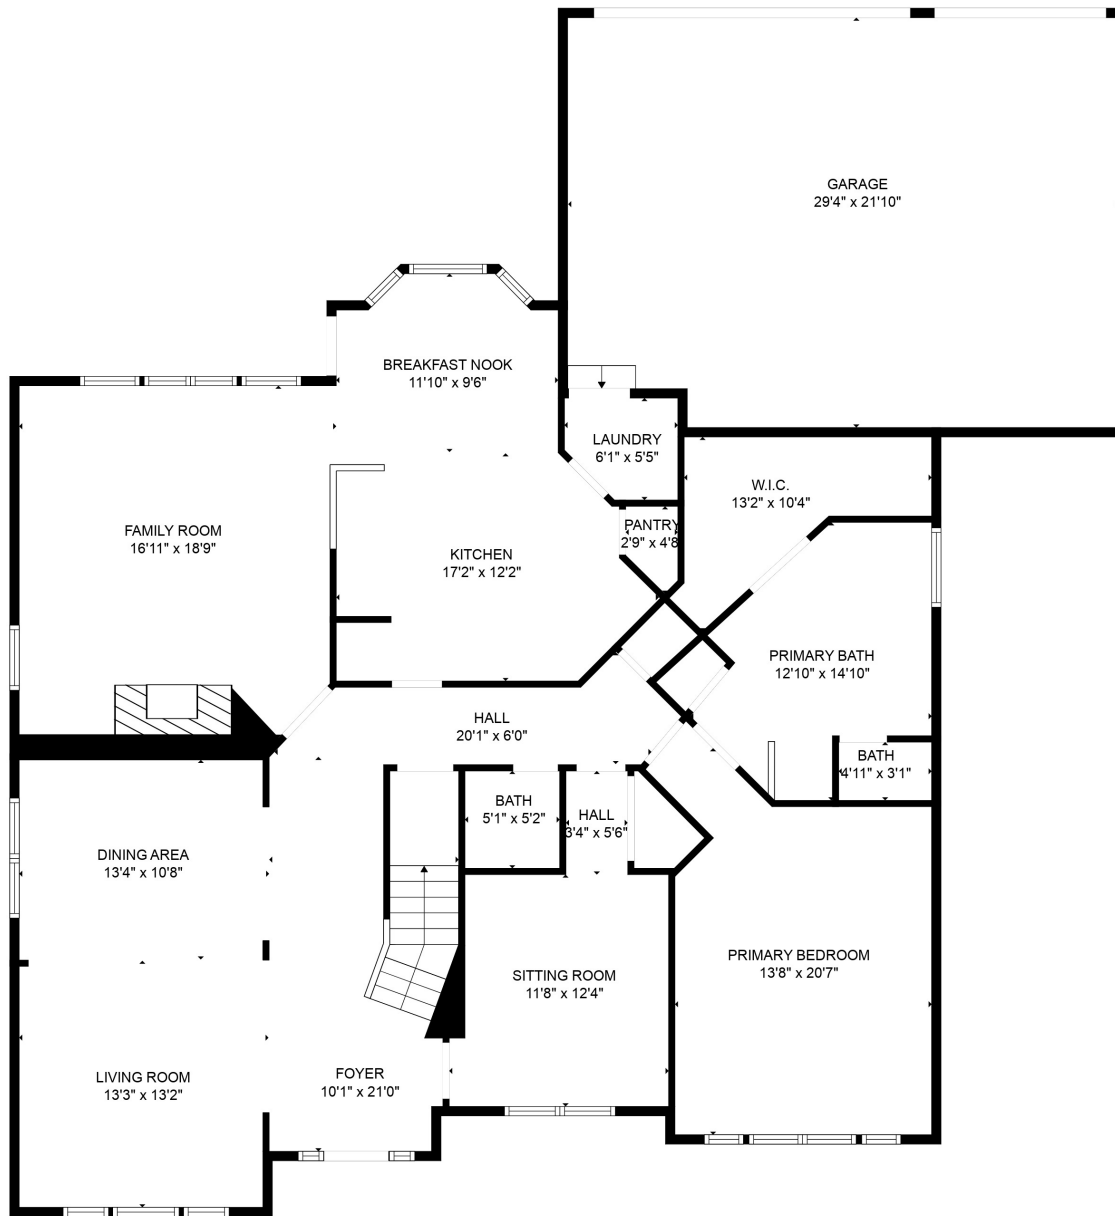 GARAGE
29'4" x 21'10"
BREAKFAST NOOK
11'10" x 9'6"
LAUNDRY
6'1" x 5'5"
W.I.C.
13'2" x 10'4"
FAMILY ROOM
16'11" x 18'9"
PANTRY
2'9" x 4'8
KITCHEN
17'2" x 12'2"
PRIMARY BATH
12'10" x 14'10"
HALL
20'1" x 6'0"
BATH
4'11" x 3'1"
BATH
5'1" x 5'2"
HALL
3'4" x 5'6"
DINING AREA
13'4" x 10'8"
PRIMARY BEDROOM
13'8" x 20'7"
SITTING ROOM
11'8" x 12'4"
LIVING ROOM
13'3" x 13'2"
FOYER
10'1" x 21'0"